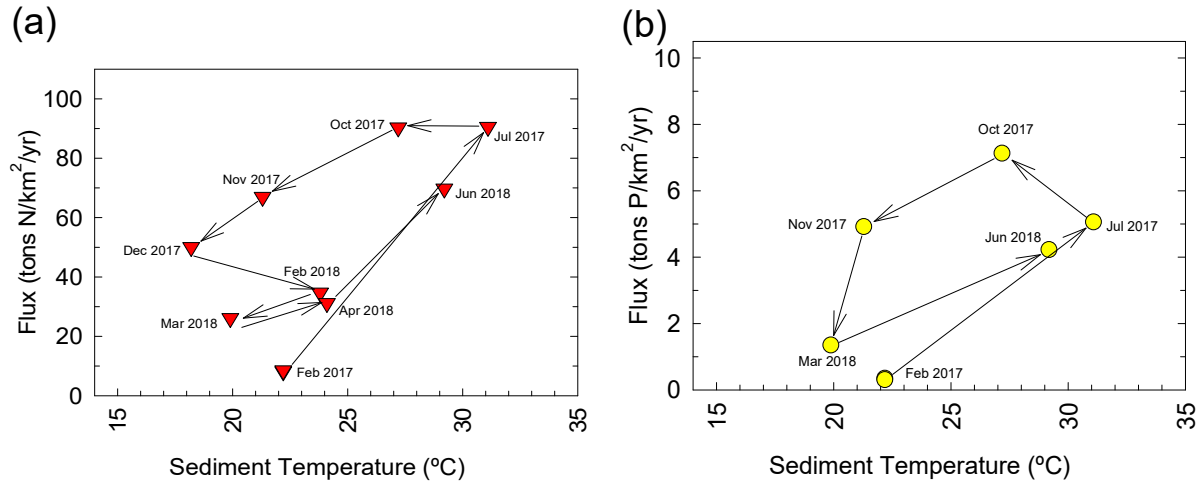 (a)
100
80
60
40
20
0
Flux (tons N/km²/yr)
Oct 2017
Jul 2017
Nov 2017
Jun 2018
Dec 2017
Feb 2018
Apr 2018
Mar 2018
Feb 2017
15
20
25
30
35
Sediment Temperature (ºC)
(b)
10
8
6
4
2
0
Flux (tons P/km²/yr)
Oct 2017
Nov 2017
Jun 2018
Jul 2017
Mar 2018
Feb 2017
15
20
25
30
35
Sediment Temperature (ºC)